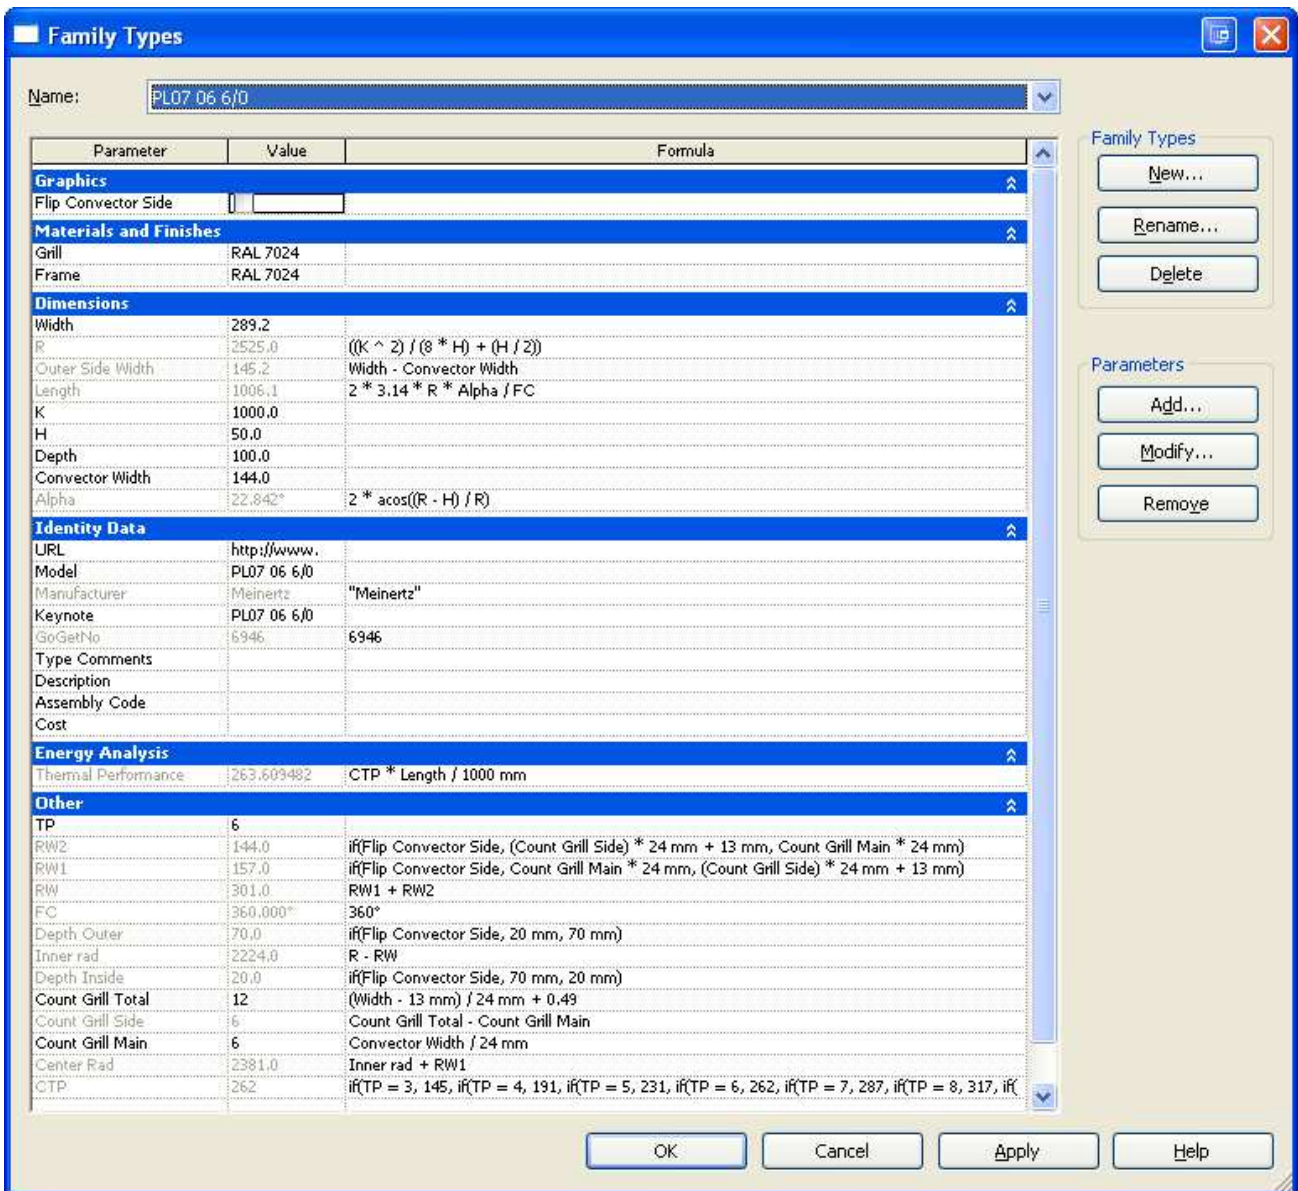 Family Types
Name: PL07 06 6/0
Parameter Value Formula
Graphics
Flip Convector Side
Materials and Finishes
Grill RAL 7024
Frame RAL 7024
Dimensions
Width 289.2
R 2525.0 ((K ^ 2) / (8 * H) + (H / 2))
Outer Side Width 145.2 Width - Convector Width
Length 1006.1 2 * 3.14 * R * Alpha / FC
K 1000.0
H 50.0
Depth 100.0
Convector Width 144.0
Alpha 22.842° 2 * acos((R - H) / R)
Identity Data
URL http://www.
Model PL07 06 6/0
Manufacturer Meinertz "Meinertz"
Keynote PL07 06 6/0
GoGetNo 6946 6946
Type Comments
Description
Assembly Code
Cost
Energy Analysis
Thermal Performance 263.609482 CTP * Length / 1000 mm
Other
TP 6
RW2 144.0 if(Flip Convector Side, (Count Grill Side) * 24 mm + 13 mm, Count Grill Main * 24 mm)
RW1 157.0 if(Flip Convector Side, Count Grill Main * 24 mm, (Count Grill Side) * 24 mm + 13 mm)
RW 301.0 RW1 + RW2
FC 360.000° 360°
Depth Outer 70.0 if(Flip Convector Side, 20 mm, 70 mm)
Inner rad 2224.0 R - RW
Depth Inside 20.0 if(Flip Convector Side, 70 mm, 20 mm)
Count Grill Total 12 (Width - 13 mm) / 24 mm + 0.49
Count Grill Side 6 Count Grill Total - Count Grill Main
Count Grill Main 6 Convector Width / 24 mm
Center Rad 2381.0 Inner rad + RW1
CTP 262 if(TP = 3, 145, if(TP = 4, 191, if(TP = 5, 231, if(TP = 6, 262, if(TP = 7, 287, if(TP = 8, 317, if(
Family Types
New...
Rename...
Delete
Parameters
Add...
Modify...
Remove
OK Cancel Apply Help